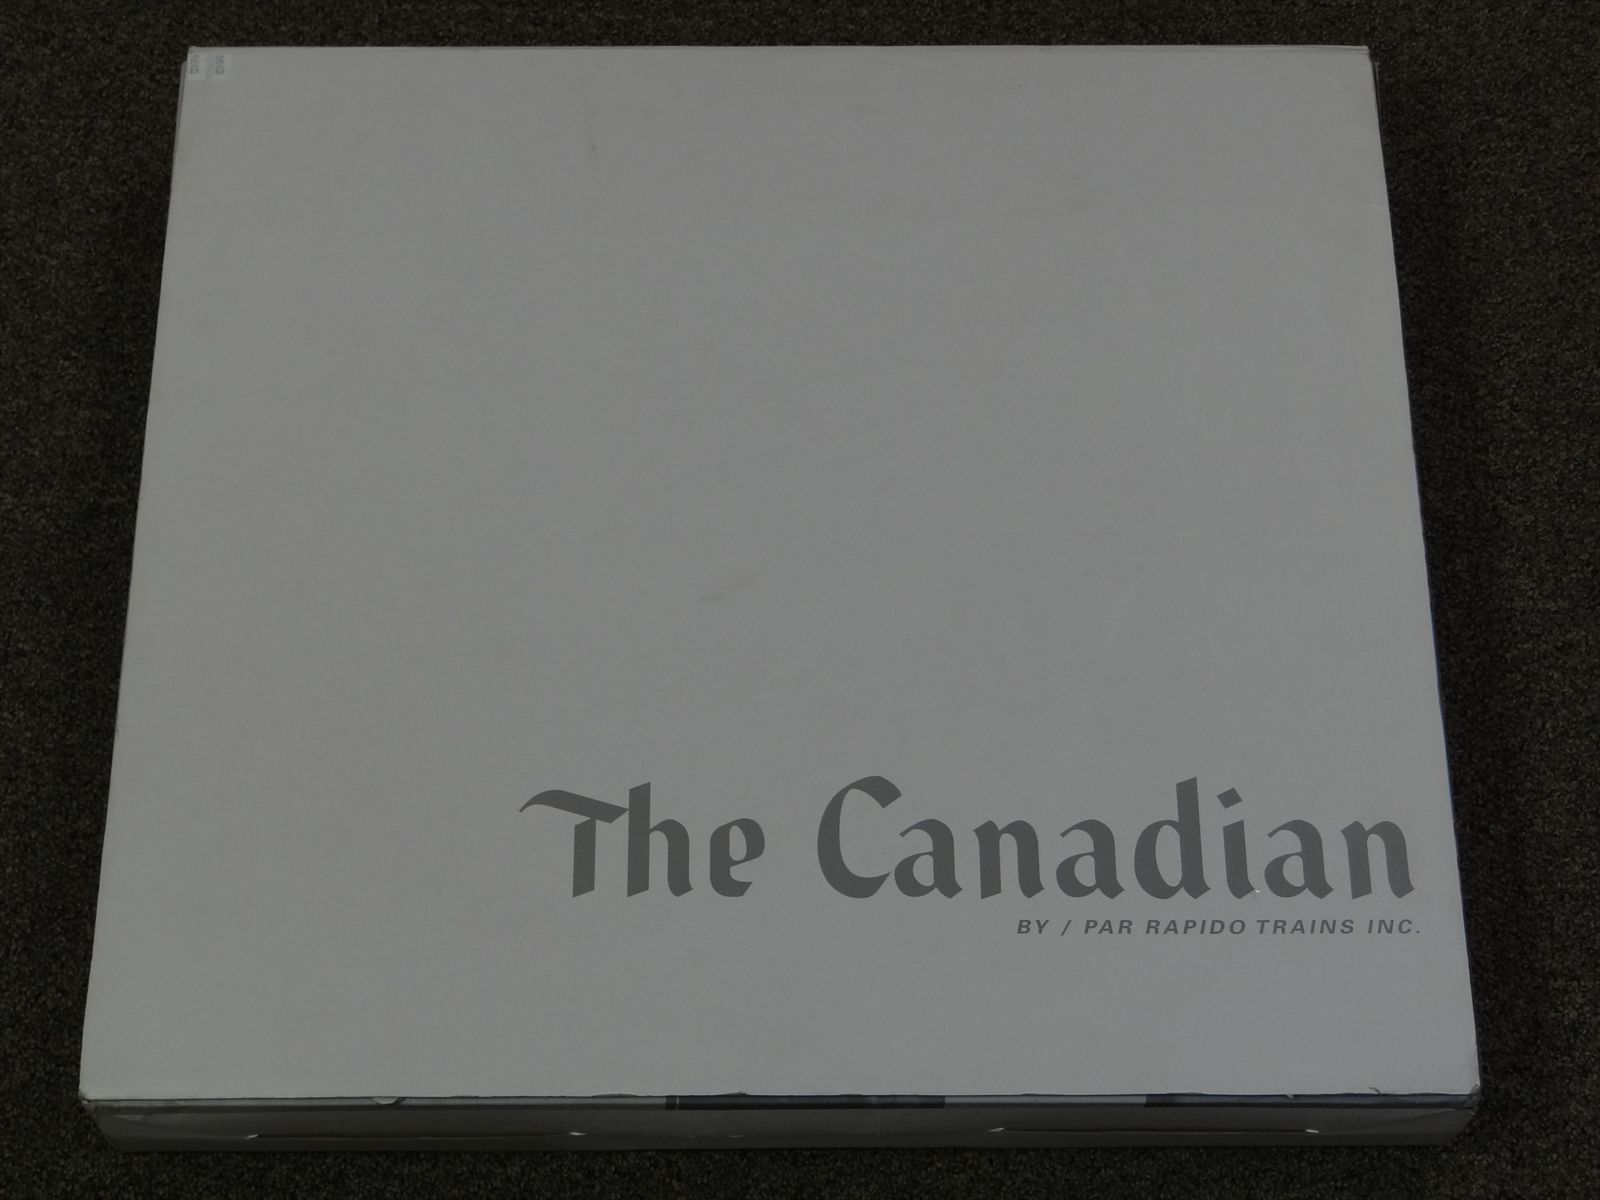 The Canadian
BY / PAR RAPIDO TRAINS INC.